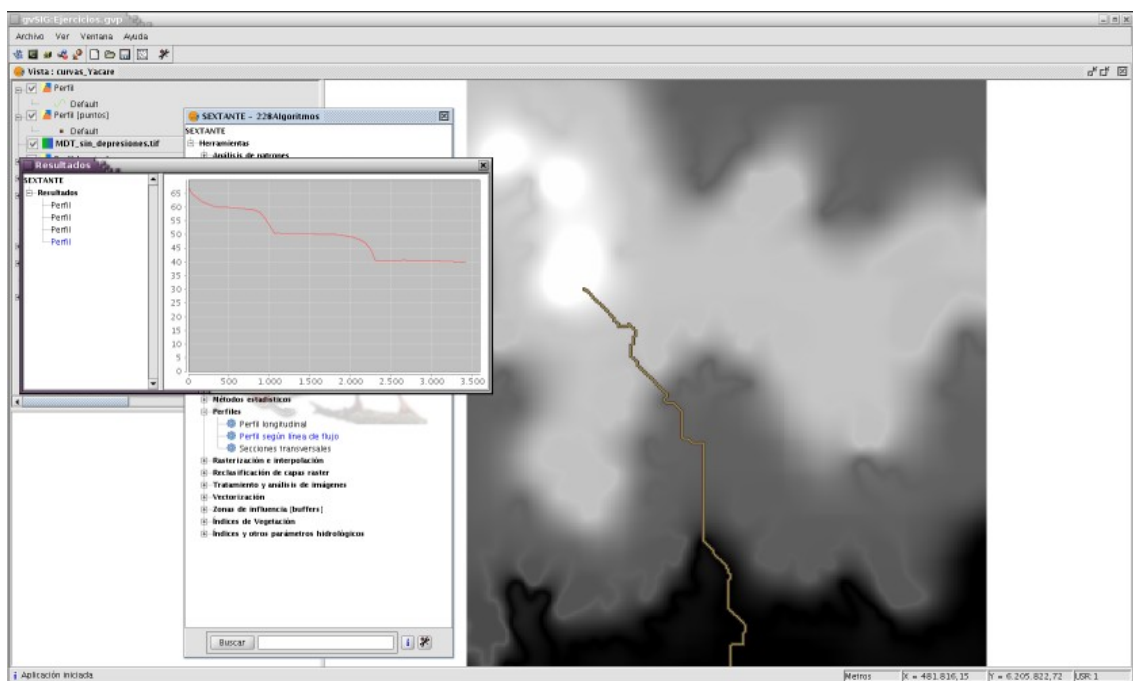 gvSIG:Ejercicios.gvp
Archivo Ver Ventana Ayuda
Vista : curvas_Yacare
Perfil
Default
Perfil [puntos]
Default
MDT_sin_depresiones.tif
SEXTANTE - 228Algoritmos
SEXTANTE
Herramientas
Análisis de patrones
Resultados
SEXTANTE
Resultados
Perfil
Perfil
Perfil
Perfil
65
60
55
50
45
40
35
30
25
20
15
10
5
0
0 500 1.000 1.500 2.000 2.500 3.000 3.500
Métodos estadísticos
Perfiles
Perfil longitudinal
Perfil según línea de flujo
Secciones transversales
Rasterización e interpolación
Reclasificación de capas raster
Tratamiento y análisis de imágenes
Vectorización
Zonas de influencia [buffers]
Índices de Vegetación
Índices y otros parámetros hidrológicos
Buscar
Aplicación iniciada.
Metros X = 481.816,15 Y = 6.205.822,72 USR:1